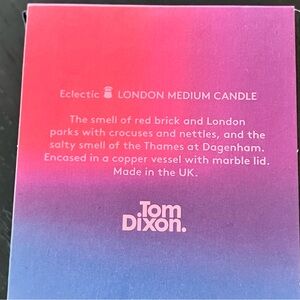 Eclectic LONDON MEDIUM CANDLE
The smell of red brick and London
parks with crocuses and nettles, and the
salty smell of the Thames at Dagenham.
Encased in a copper vessel with marble lid.
Made in the UK.
Tom
Dixon.